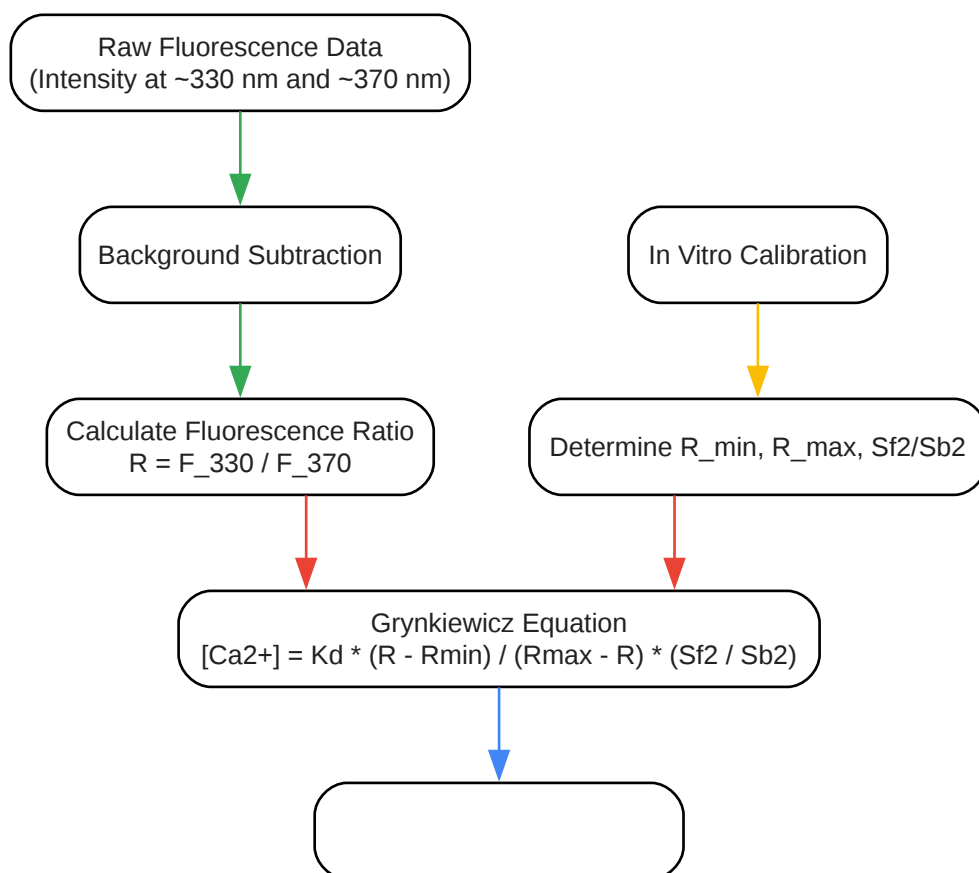 Raw Fluorescence Data
(Intensity at ~330 nm and ~370 nm)
Background Subtraction
In Vitro Calibration
Calculate Fluorescence Ratio
R = F_330 / F_370
Determine R_min, R_max, Sf2/Sb2
Grynkiewicz Equation
[Ca2+] = Kd * (R - Rmin) / (Rmax - R) * (Sf2 / Sb2)